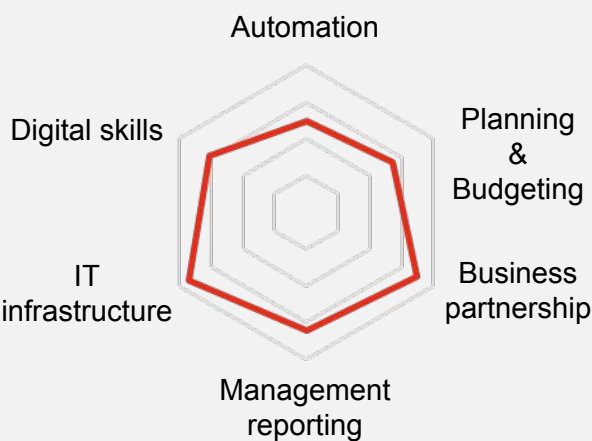 Automation
Digital skills
Planning
&
Budgeting
IT
infrastructure
Business
partnership
Management
reporting